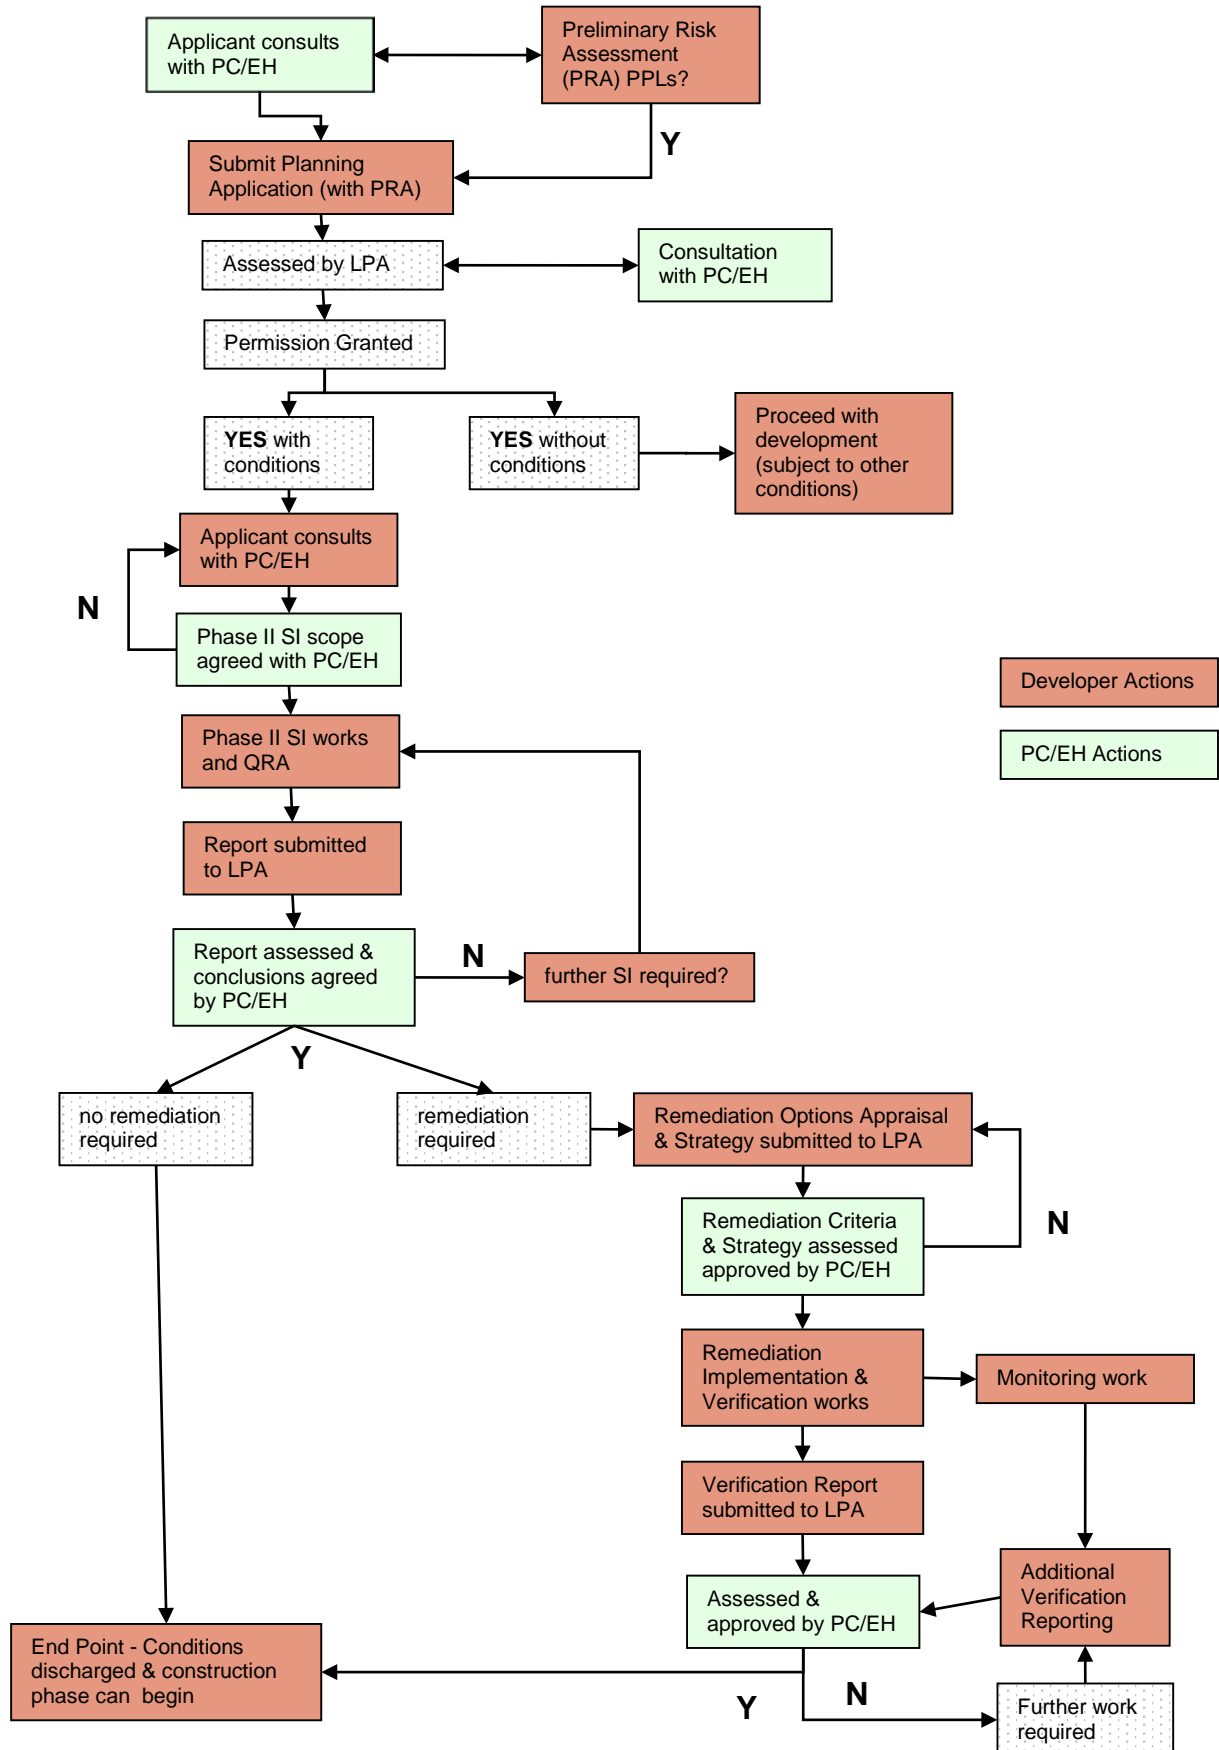 Applicant consults
with PC/EH
Preliminary Risk
Assessment
(PRA) PPLs?
Y
Submit Planning
Application (with PRA)
Assessed by LPA
Consultation
with PC/EH
Permission Granted
YES with
conditions
YES without
conditions
Proceed with
development
(subject to other
conditions)
Applicant consults
with PC/EH
N
Phase II SI scope
agreed with PC/EH
Developer Actions
PC/EH Actions
Phase II SI works
and QRA
Report submitted
to LPA
Report assessed &
conclusions agreed
by PC/EH
N
further SI required?
Y
no remediation
required
remediation
required
Remediation Options Appraisal
& Strategy submitted to LPA
Remediation Criteria
& Strategy assessed
approved by PC/EH
N
Remediation
Implementation &
Verification works
Monitoring work
Verification Report
submitted to LPA
Additional
Verification
Reporting
Assessed &
approved by PC/EH
End Point - Conditions
discharged & construction
phase can begin
Y
N
Further work
required